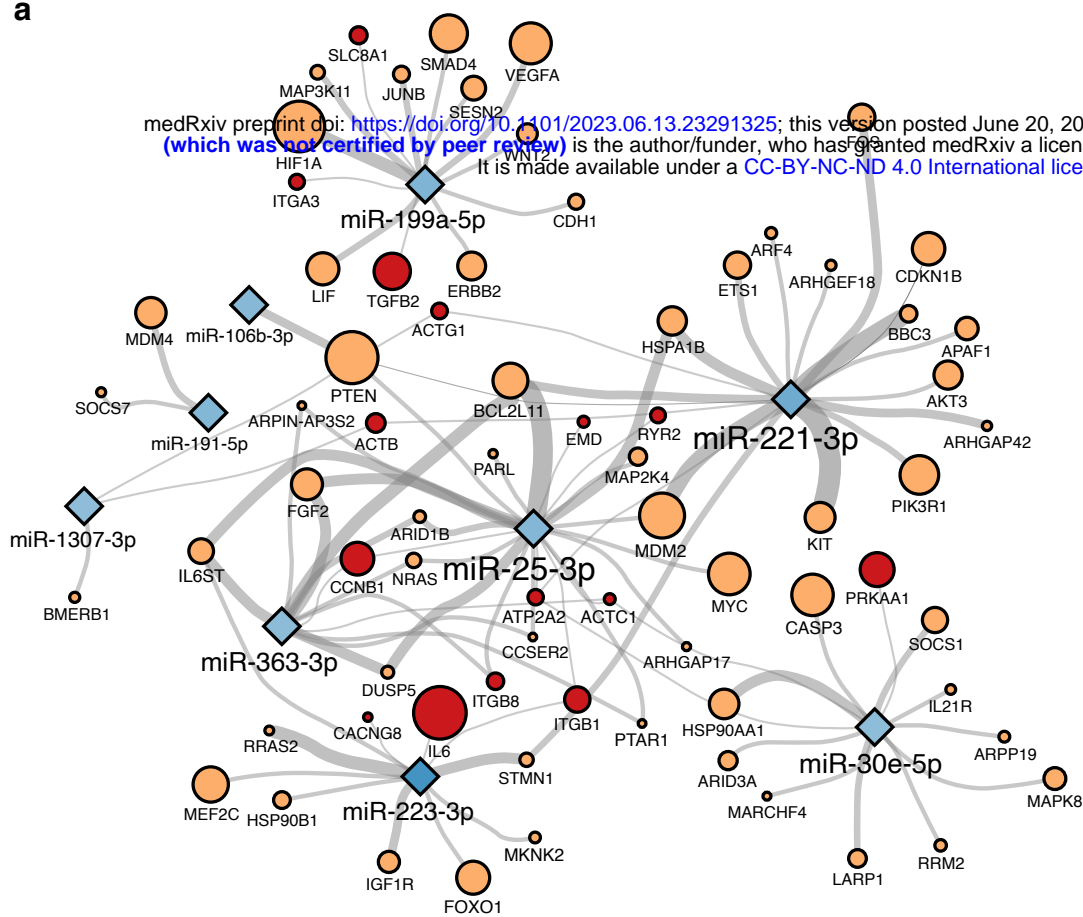 a
SLC8A1
SMAD4
VEGFA
MAP3K11
JUNB
SESN2
medRxiv preprint doi: https://doi.org/10.1101/2023.06.13.23291325; this version posted June 20, 20
FOS
(which was not certified by peer review) is the author/funder, who has granted medRxiv a licen
WNT2
HIF1A
It is made available under a CC-BY-NC-ND 4.0 International lice
ITGA3
miR-199a-5p
CDH1
ARF4
CDKN1B
ARHGEF18
ETS1
LIF
TGFB2
ERBB2
ACTG1
miR-106b-3p
MDM4
HSPA1B
BBC3
APAF1
PTEN
AKT3
SOCS7
ARPIN-AP3S2
BCL2L11
miR-191-5p
ACTB
EMD
RYR2
miR-221-3p
ARHGAP42
PARL
MAP2K4
PIK3R1
FGF2
ARID1B
miR-1307-3p
MDM2
KIT
IL6ST
CCNB1
NRAS
miR-25-3p
MYC
PRKAA1
BMERB1
ATP2A2
ACTC1
CASP3
SOCS1
CCSER2
miR-363-3p
ARHGAP17
DUSP5
ITGB8
IL21R
CACNG8
ITGB1
PTAR1
HSP90AA1
RRAS2
IL6
miR-30e-5p
ARPP19
STMN1
ARID3A
MEF2C
HSP90B1
miR-223-3p
MARCHF4
MAPK8
MKNK2
IGF1R
LARP1
RRM2
FOXO1